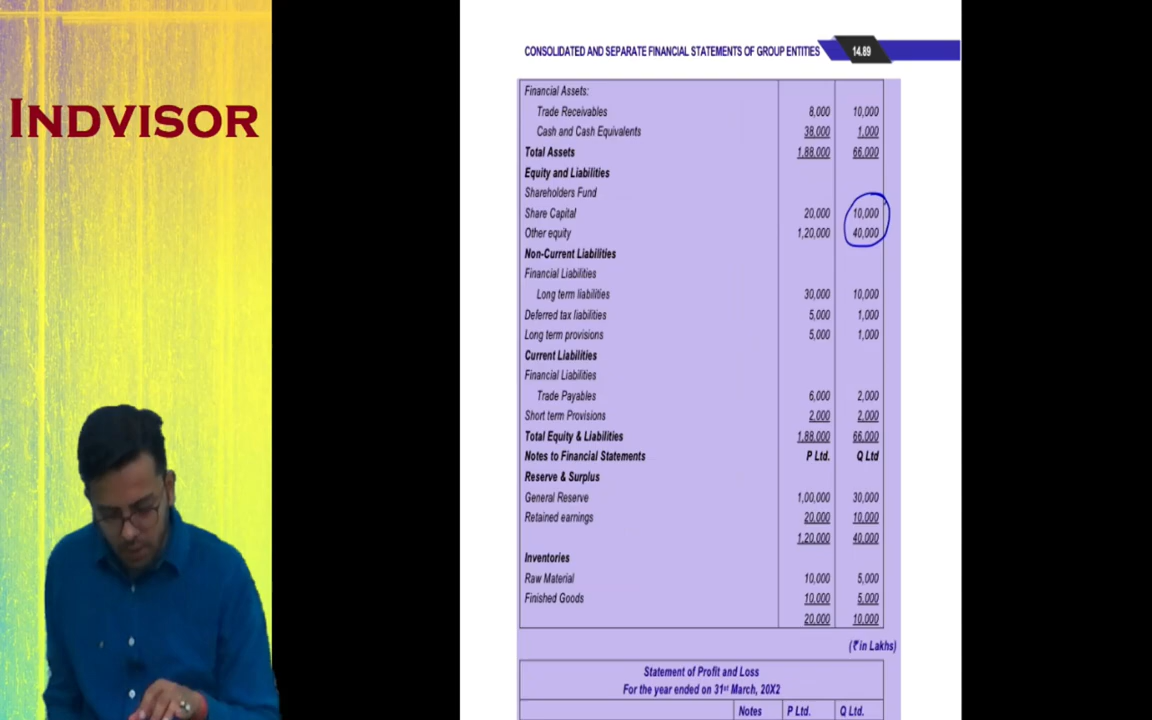 INDVISOR
CONSOLIDATED AND SEPARATE FINANCIAL STATEMENTS OF GROUP ENTITIES 14.89
Financial Assets:
Trade Receivables 8,000 10,000
Cash and Cash Equivalents 38,000 1,000
Total Assets 1,88,000 66,000
Equity and Liabilities
Shareholders Fund
Share Capital 20,000 10,000
Other equity 1,20,000 40,000
Non-Current Liabilities
Financial Liabilities
Long term liabilities 30,000 10,000
Deferred tax liabilities 5,000 1,000
Long term provisions 5,000 1,000
Current Liabilities
Financial Liabilities
Trade Payables 6,000 2,000
Short term Provisions 2,000 2,000
Total Equity & Liabilities 1,88,000 66,000
Notes to Financial Statements P Ltd. Q Ltd
Reserve & Surplus
General Reserve 1,00,000 30,000
Retained earnings 20,000 10,000
1,20,000 40,000
Inventories
Raw Material 10,000 5,000
Finished Goods 10,000 5,000
20,000 10,000
(₹ in Lakhs)
Statement of Profit and Loss
For the year ended on 31st March, 20X2
Notes P Ltd. Q Ltd.